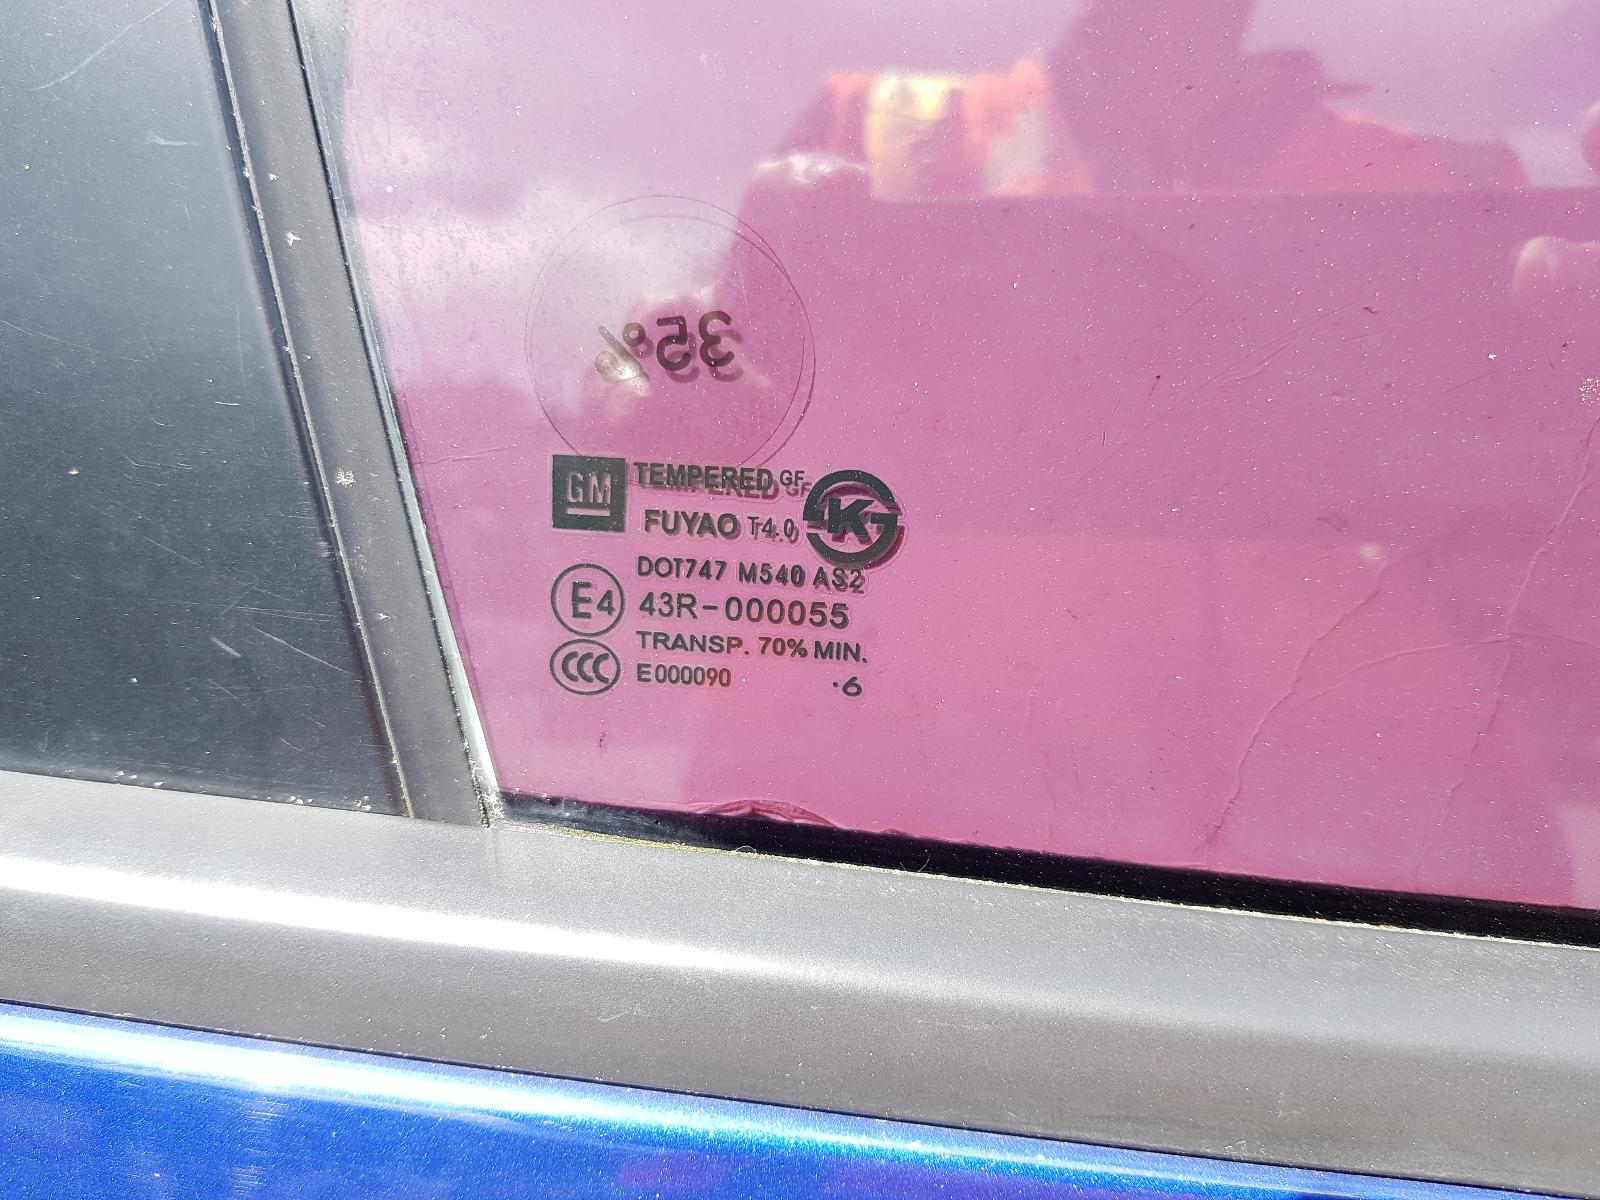 35%
GM TEMPERED GF
FUYAO T4.0 K
DOT747 M540 AS2
E4 43R-000055
TRANSP. 70% MIN.
CCC E000090 .6